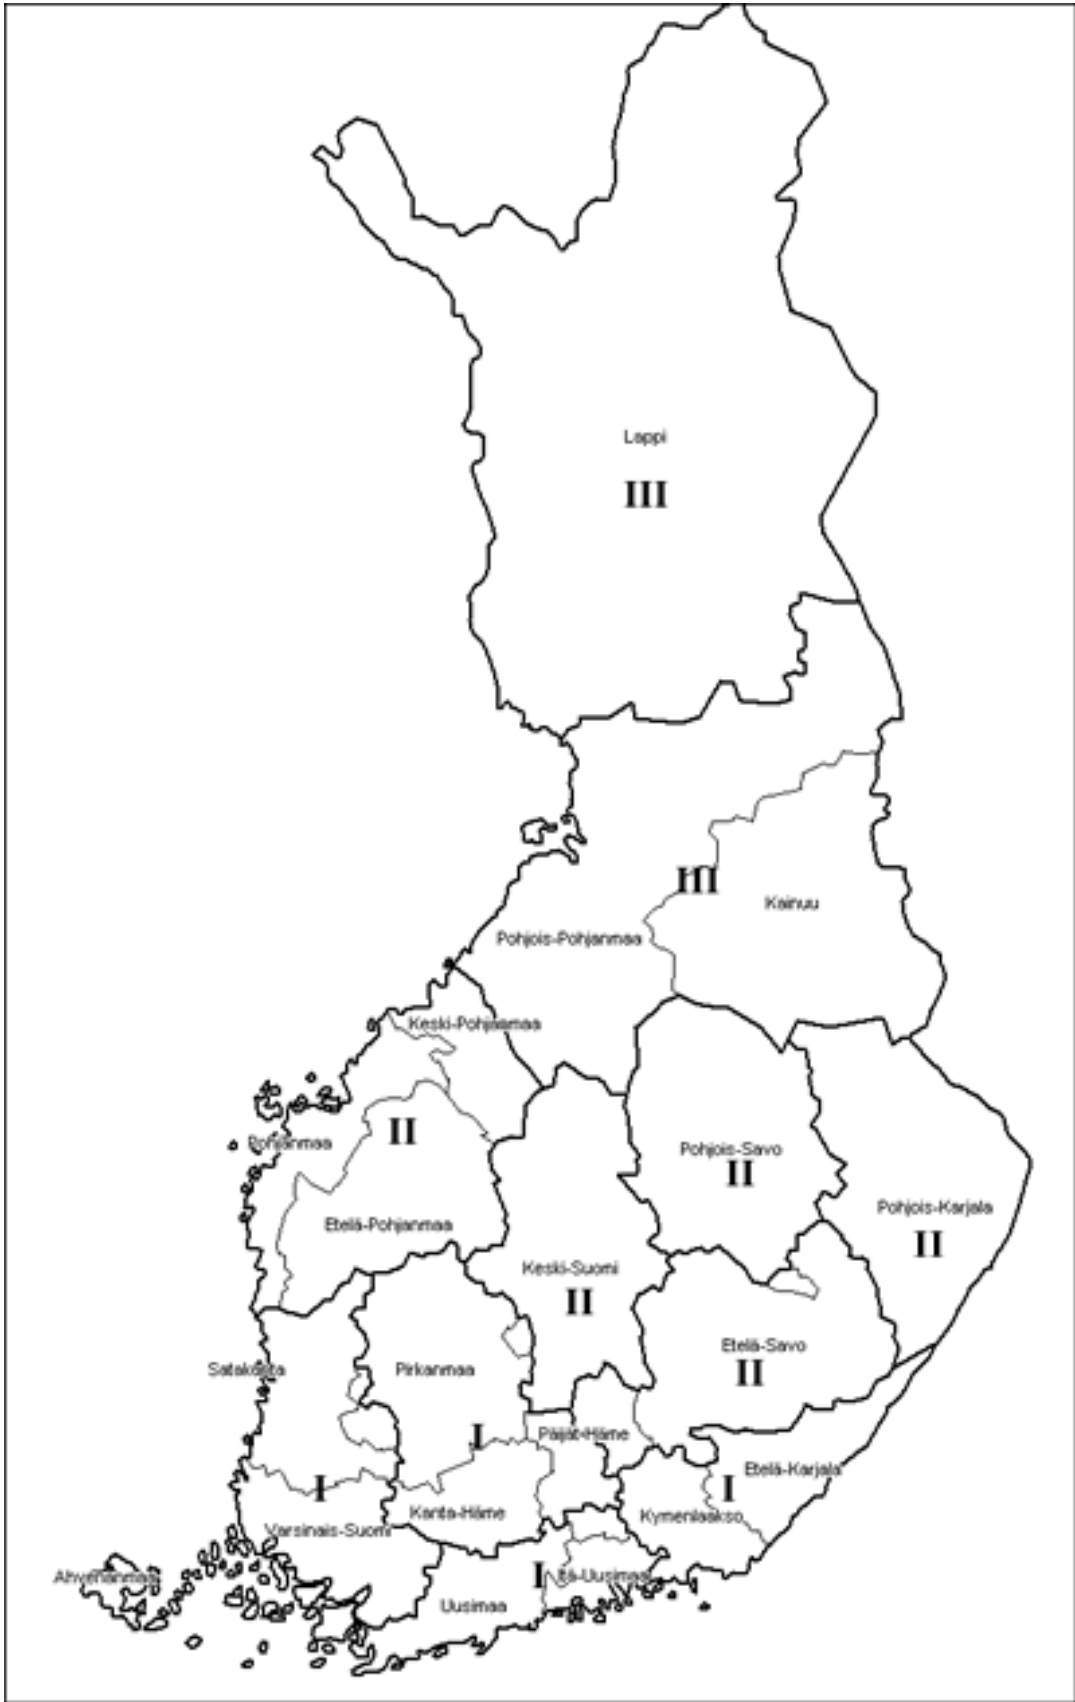 Lappi
III
III
Kainuu
Pohjois-Pohjanmaa
Keski-Pohjanmaa
II
Pohjanmaa
Pohjois-Savo
II
Pohjois-Karjala
II
Etelä-Pohjanmaa
Keski-Suomi
II
Etelä-Savo
II
Satakunta
Pirkanmaa
I
Päijät-Häme
Etelä-Karjala
I
I
Kanta-Häme
Kymenlaakso
Varsinais-Suomi
Ahvenanmaa
I
Itä-Uusimaa
Uusimaa